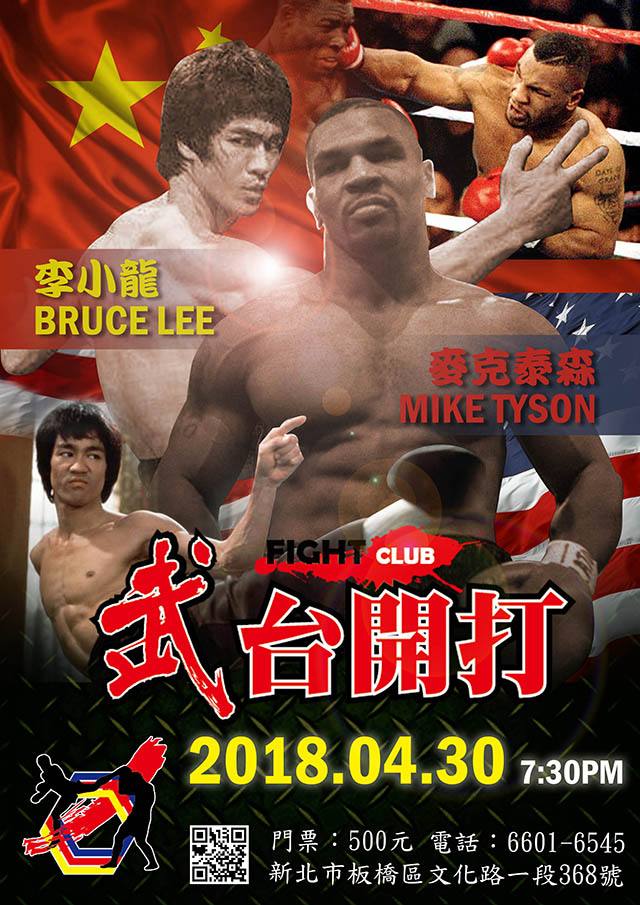 李小龍
BRUCE LEE
麥克泰森
MIKE TYSON
FIGHT CLUB
武台開打
2018.04.30 7:30PM
門票：500元 電話：6601-6545
新北市板橋區文化路一段368號